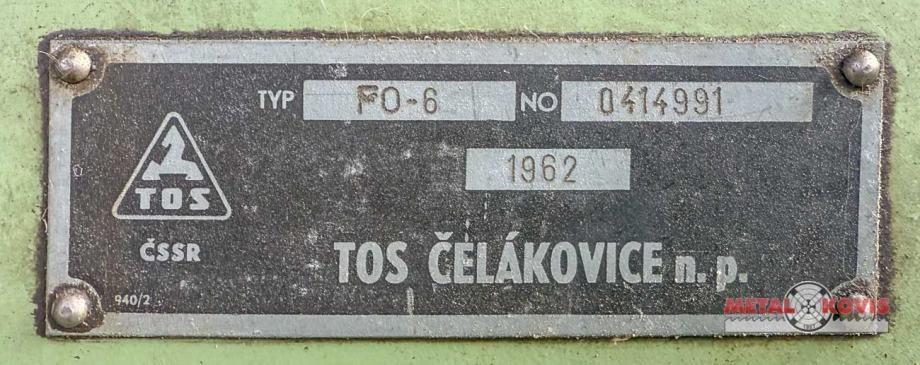 TYP FO-6 NO 0414991
1962
TOS
ČSSR
TOS ČELÁKOVICE n. p.
940/2
METAL KOVIS